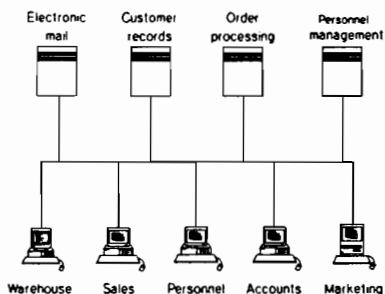 Electronic mail
Customer records
Order processing
Personnel management
Warehouse
Sales
Personnel
Accounts
Marketing